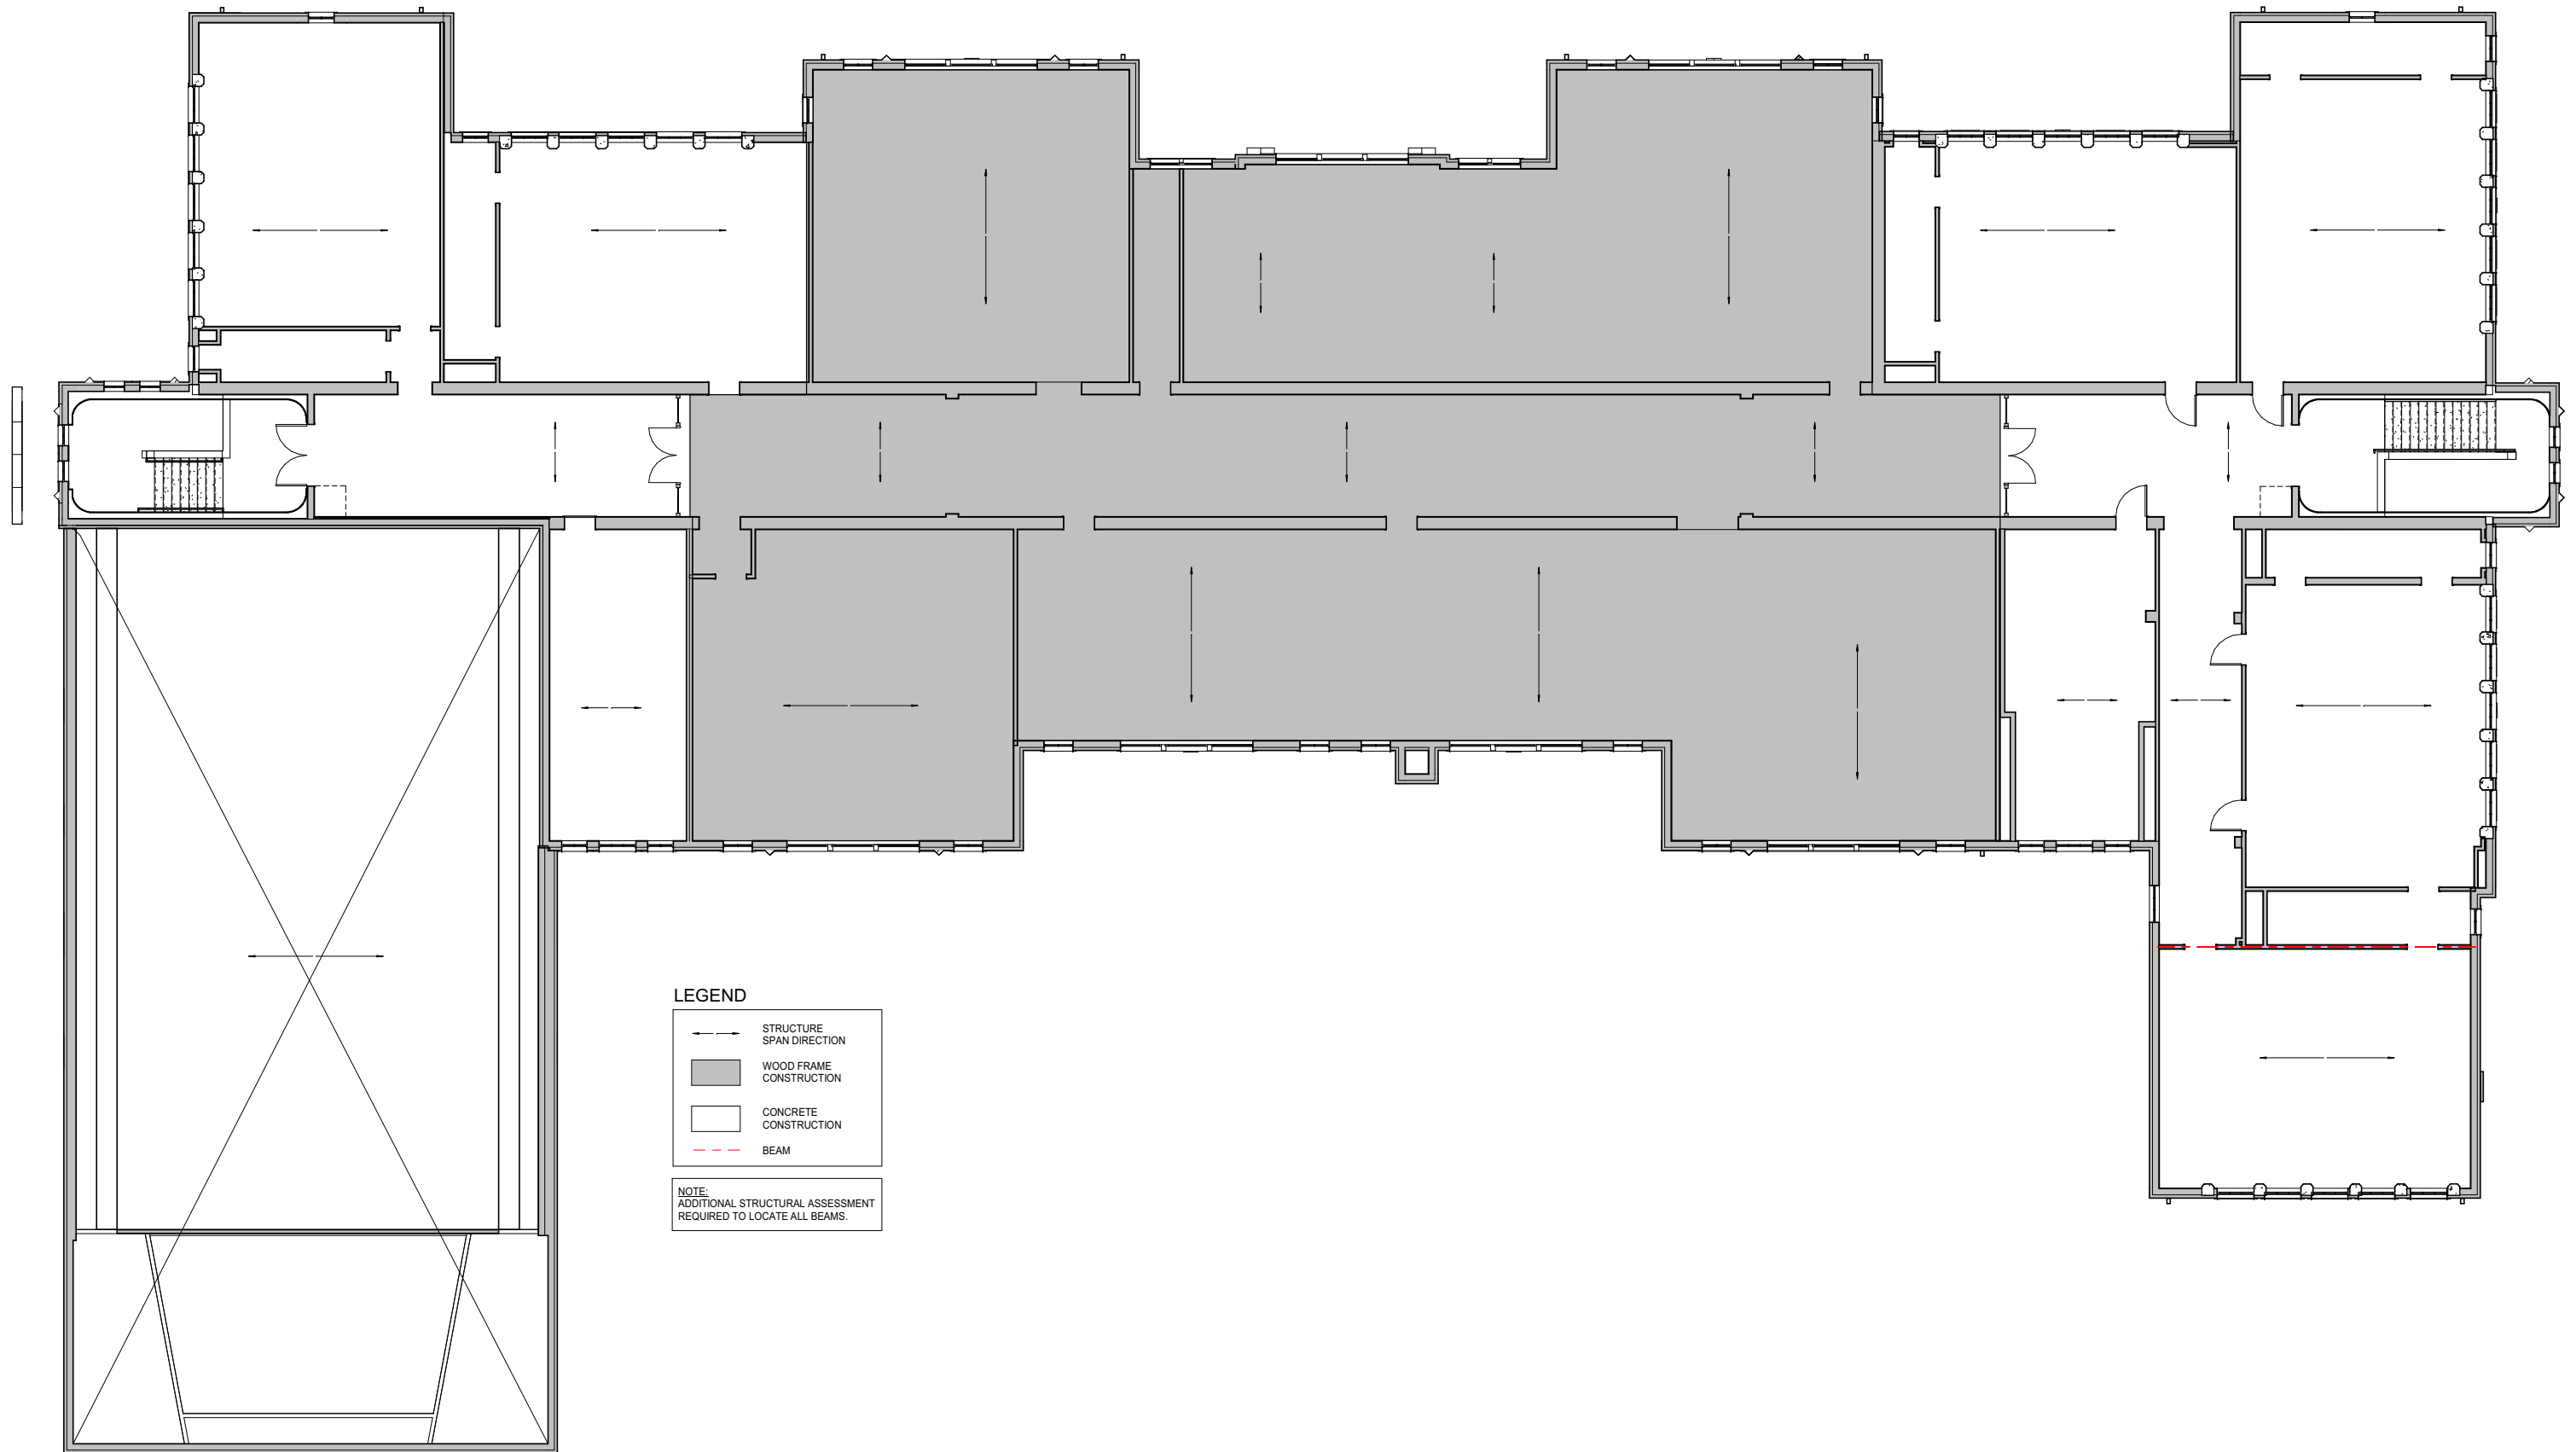 LEGEND
STRUCTURE
SPAN DIRECTION
WOOD FRAME
CONSTRUCTION
CONCRETE
CONSTRUCTION
BEAM
NOTE:
ADDITIONAL STRUCTURAL ASSESSMENT
REQUIRED TO LOCATE ALL BEAMS.